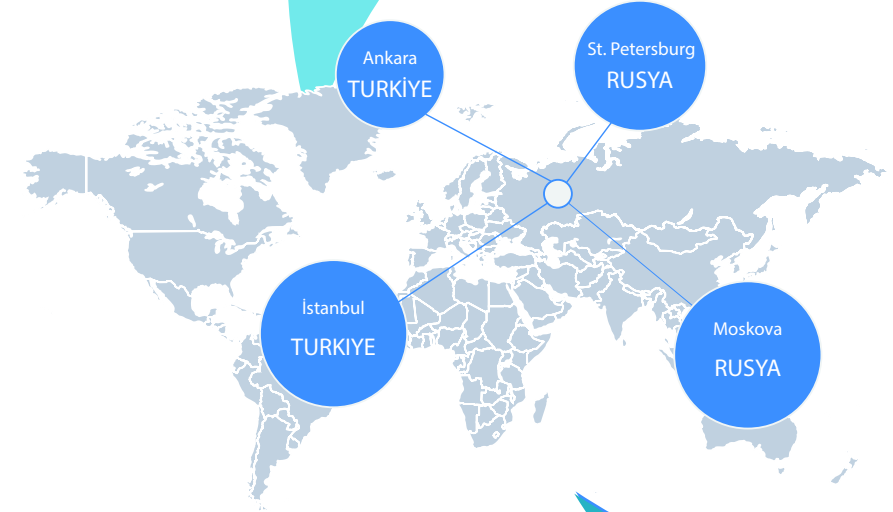 Ankara
TURKİYE
St. Petersburg
RUSYA
İstanbul
TURKIYE
Moskova
RUSYA